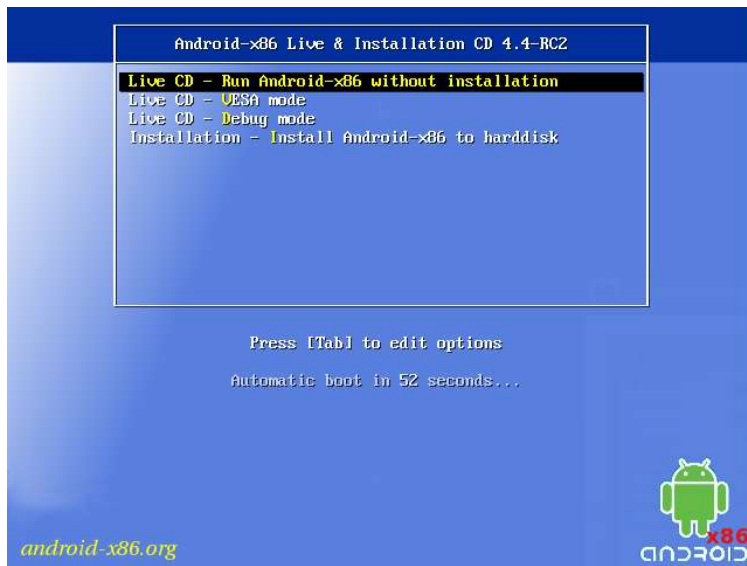 Android-x86 Live & Installation CD 4.4-RC2
Live CD - Run Android-x86 without installation
Live CD - VESA mode
Live CD - Debug mode
Installation - Install Android-x86 to harddisk
Press [Tab] to edit options
Automatic boot in 52 seconds...
android-x86.org
x86
ANDROID